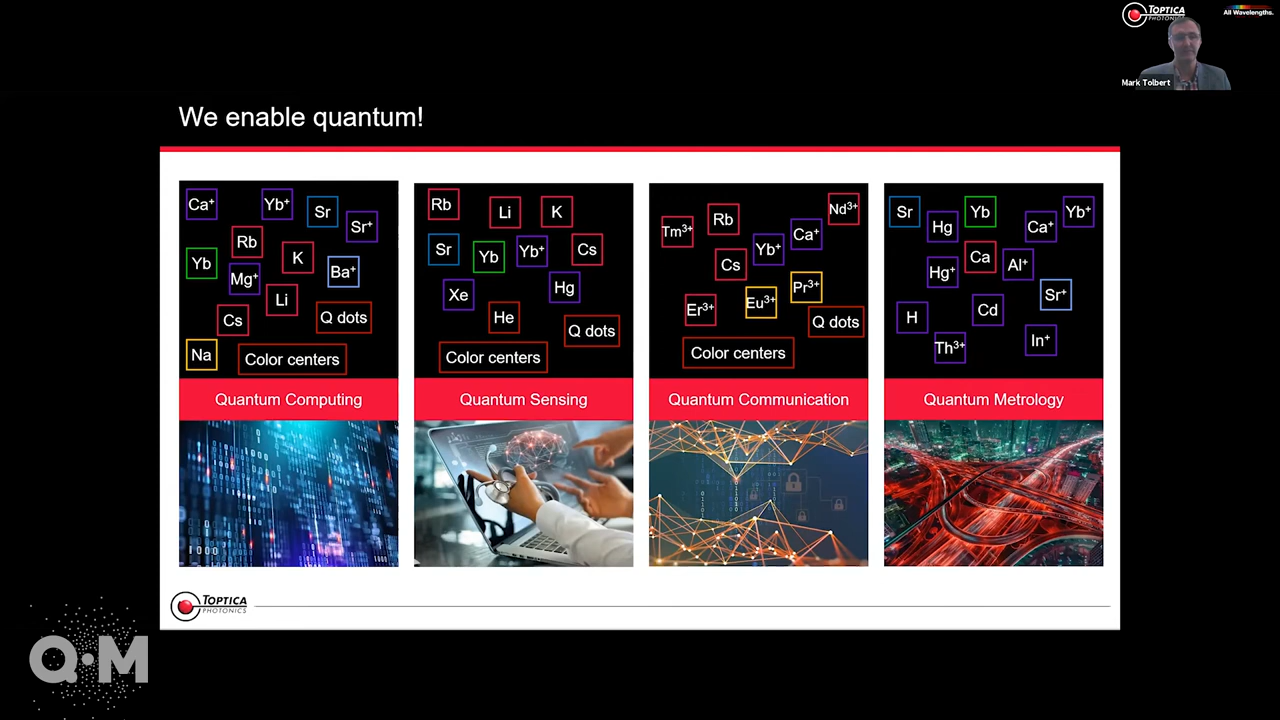 TOPTICA
PHOTONICS
All Wavelengths.
Mark Tolbert
We enable quantum!
Ca⁺
Yb⁺
Sr
Sr⁺
Rb
Yb
K
Mg⁺
Ba⁺
Li
Cs
Q dots
Na
Color centers
Quantum Computing
Rb
Li
K
Sr
Yb
Yb⁺
Cs
Xe
Hg
He
Q dots
Color centers
Quantum Sensing
Nd³⁺
Tm³⁺
Rb
Ca⁺
Yb⁺
Cs
Pr³⁺
Er³⁺
Eu³⁺
Q dots
Color centers
Quantum Communication
Sr
Hg
Yb
Ca⁺
Yb⁺
Ca
Hg⁺
Al⁺
Sr⁺
H
Cd
Th³⁺
In⁺
Quantum Metrology
TOPTICA
PHOTONICS
Q·M